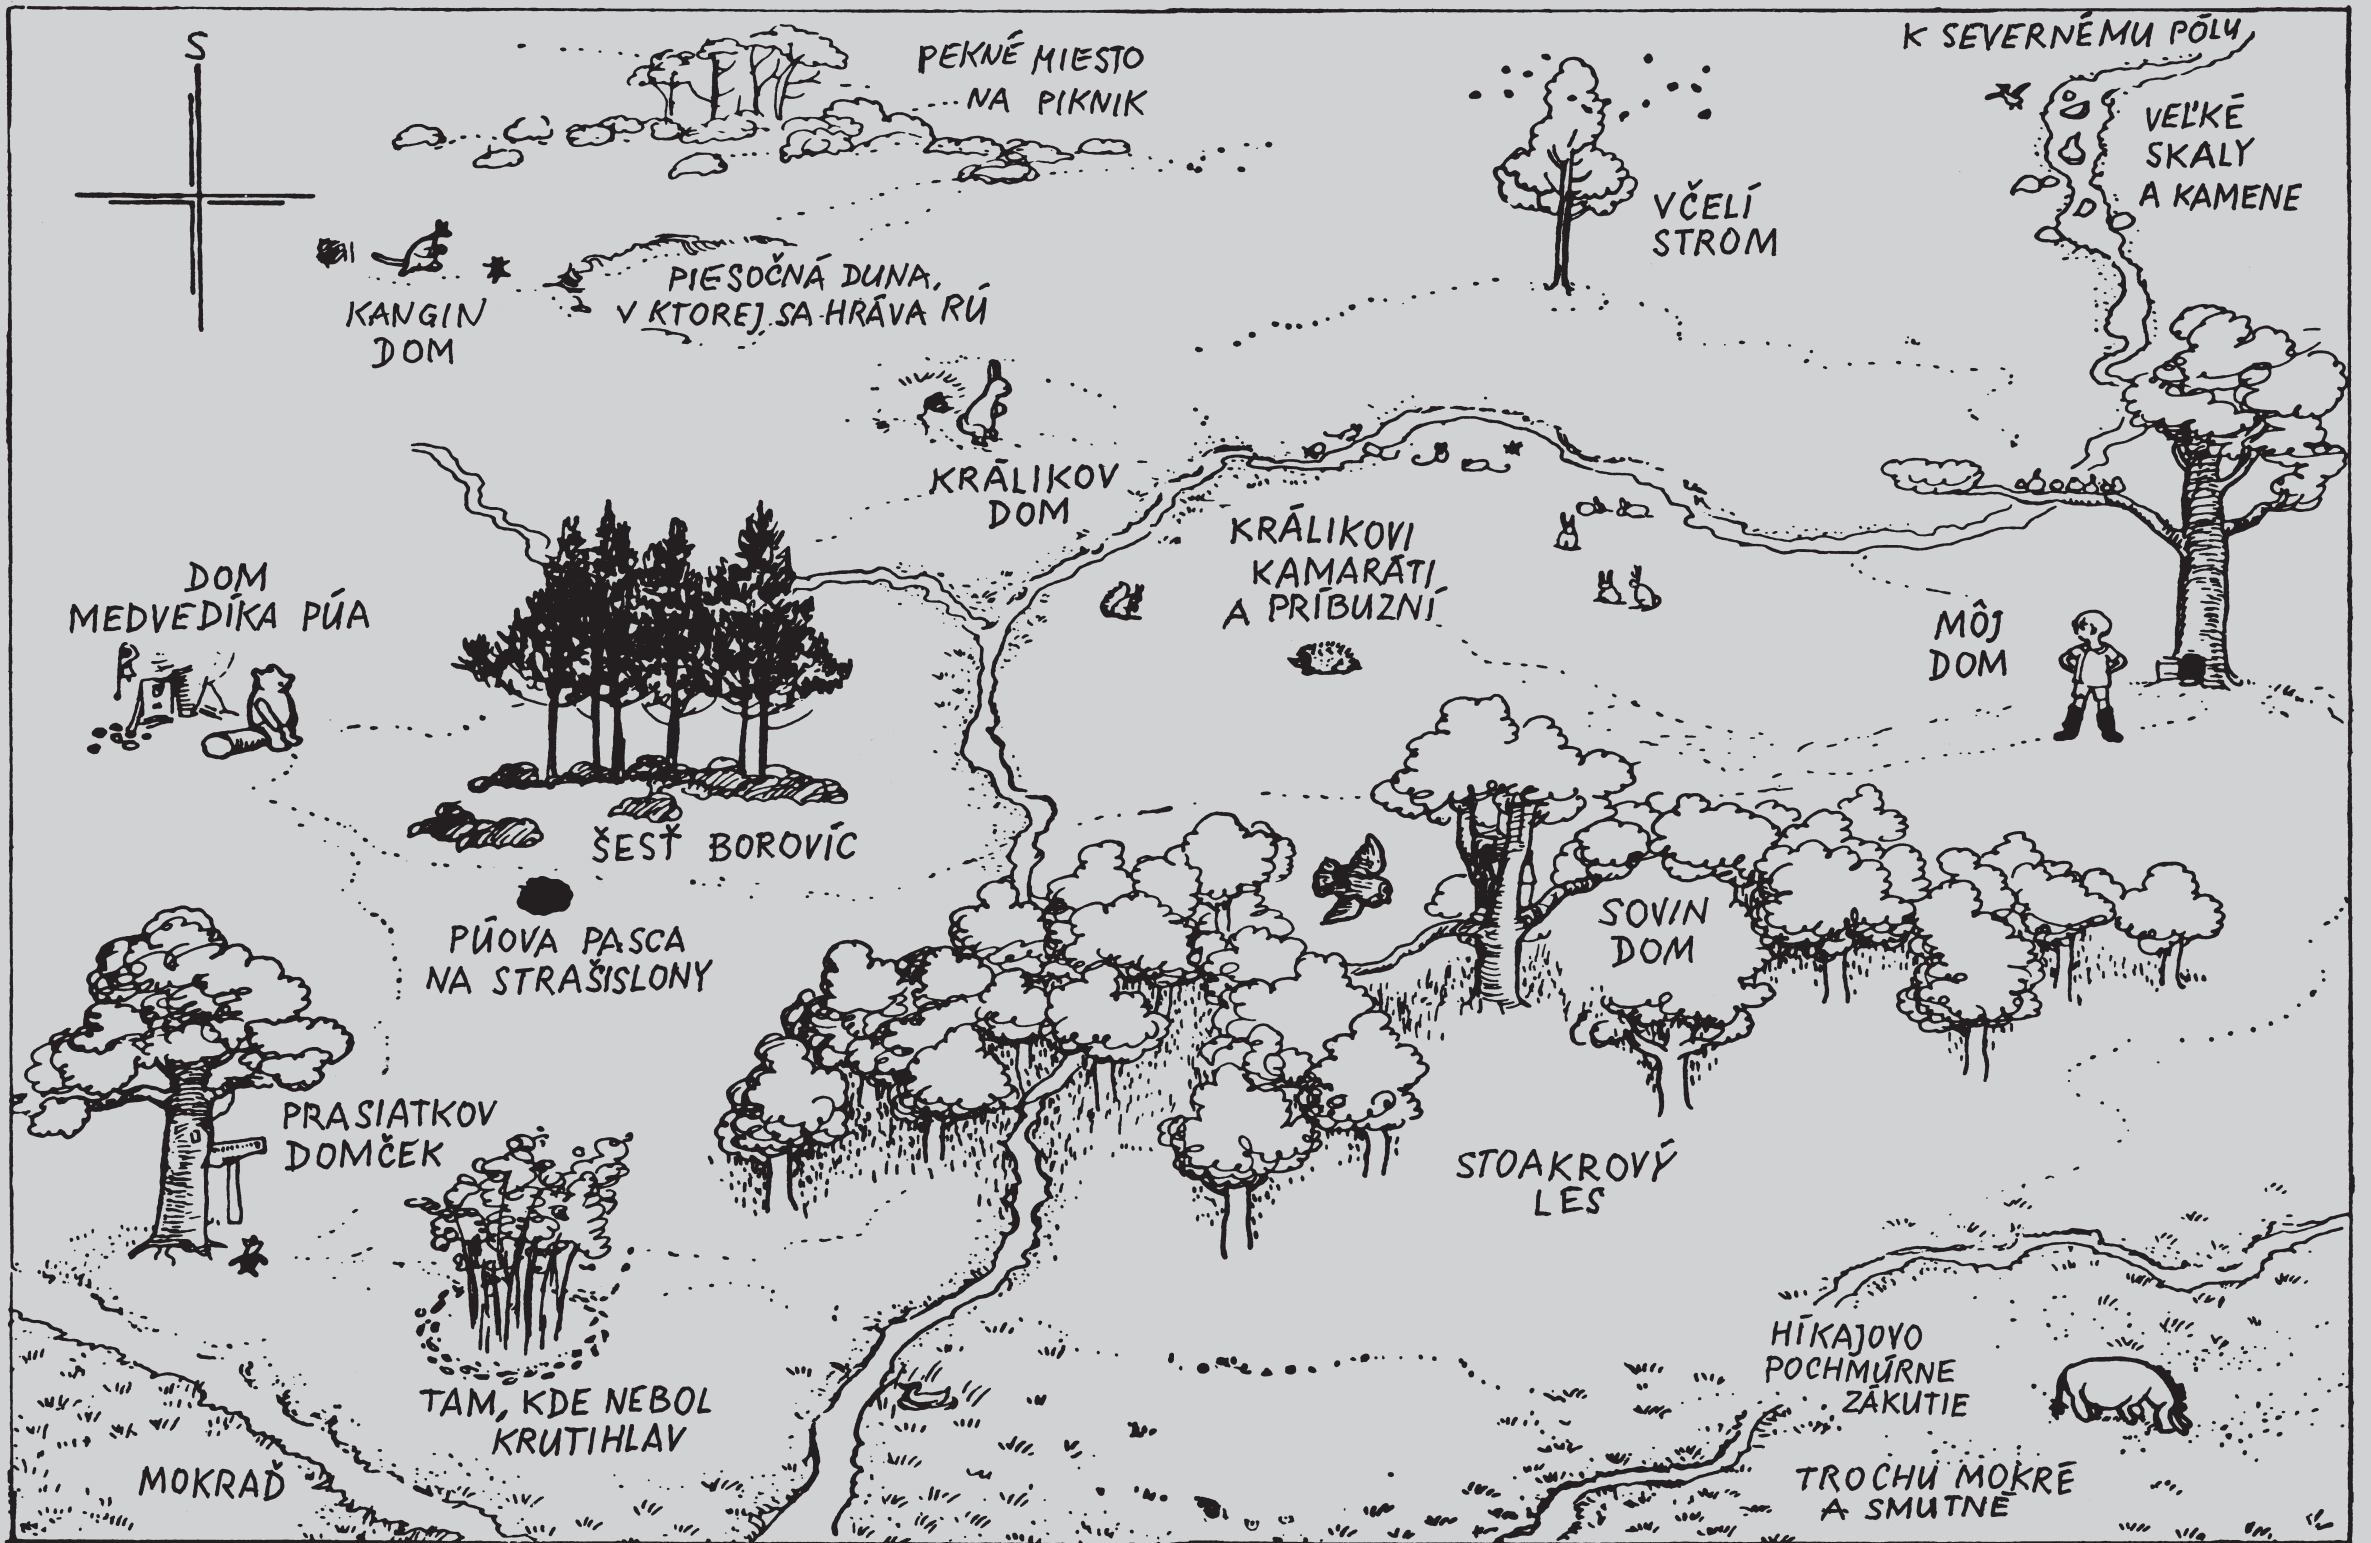 S
PEKNÉ MIESTO
NA PIKNIK
K SEVERNÉMU PÓLU
VEĽKÉ
SKALY
A KAMENE
VČELÍ
STROM
KANGIN
DOM
PIESOČNÁ DUNA,
V KTOREJ SA HRÁVA RÚ
KRÁLIKOV
DOM
KRÁLIKOVI
KAMARÁTI
A PRÍBUZNÍ
DOM
MEDVEDÍKA PÚA
MÔJ
DOM
ŠESŤ BOROVÍC
PÚOVA PASCA
NA STRAŠISLONY
SOVIN
DOM
PRASIATKOV
DOMČEK
STOAKROVÝ
LES
TAM, KDE NEBOL
KRUTIHLAV
MOKRAĎ
HÍKAJOVO
POCHMÚRNE
ZÁKUTIE
TROCHU MOKRÉ
A SMUTNÉ